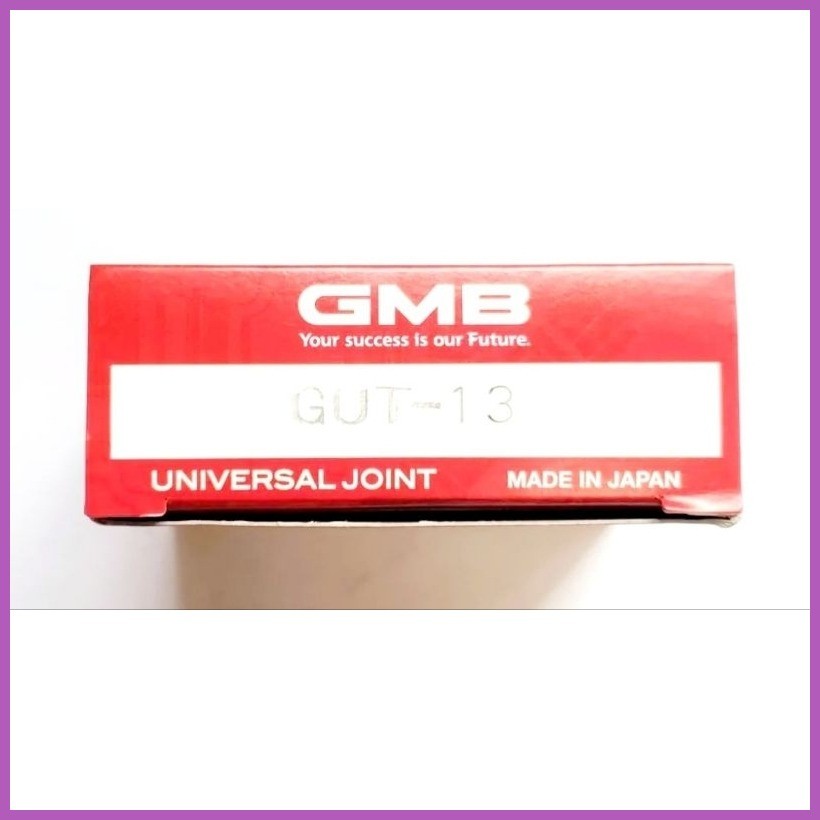 GMB
Your success is our Future.
GUT-13
UNIVERSAL JOINT
MADE IN JAPAN